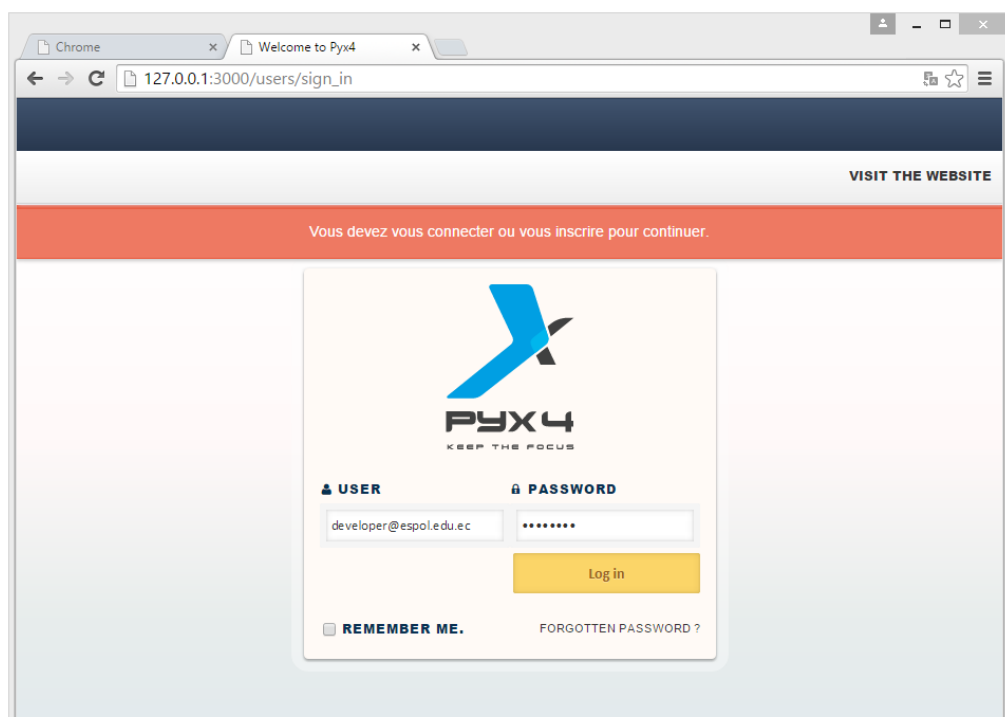 Chrome
Welcome to Pyx4
127.0.0.1:3000/users/sign_in
VISIT THE WEBSITE
Vous devez vous connecter ou vous inscrire pour continuer.
PYX4
KEEP THE FOCUS
USER PASSWORD
developer@espol.edu.ec ••••••••
Log in
REMEMBER ME. FORGOTTEN PASSWORD ?